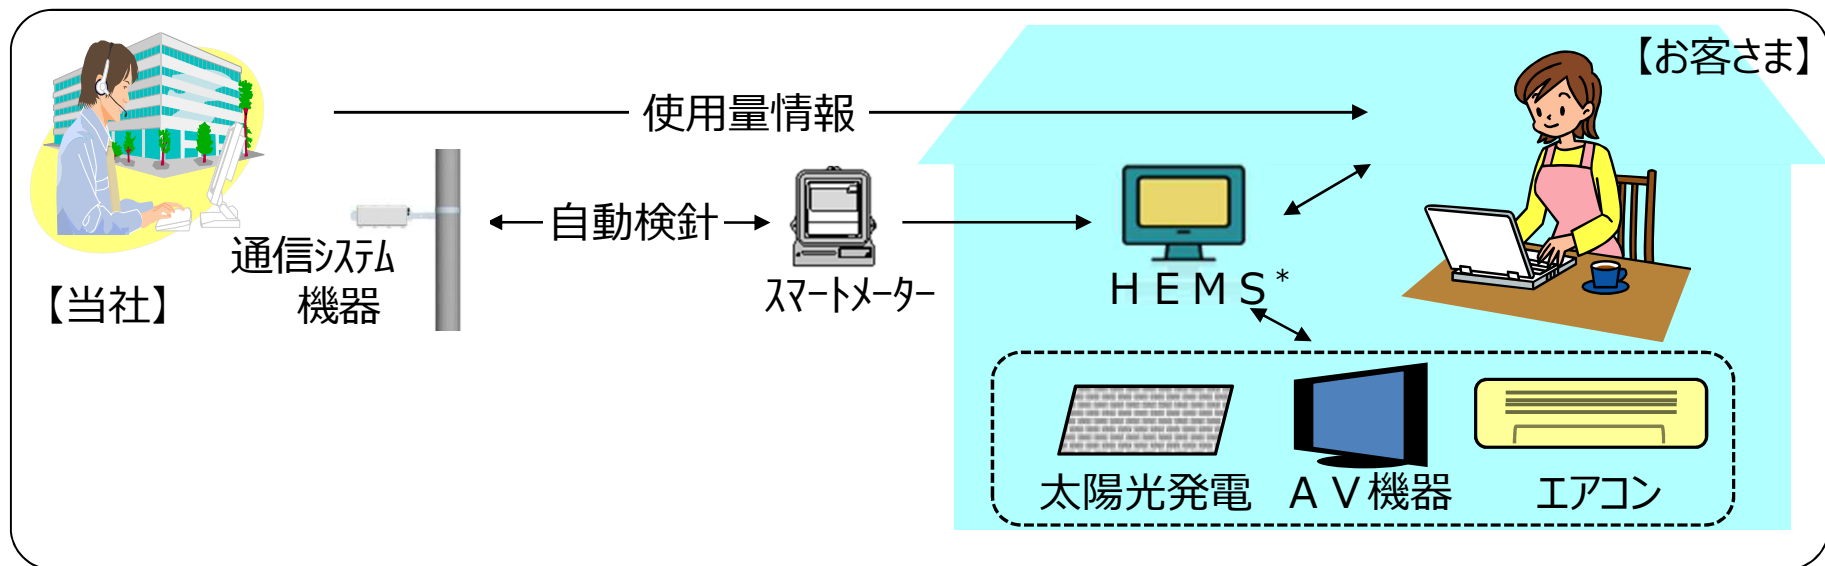 【お客さま】
使用量情報
自動検針
通信ｼｽﾃﾑ
機器
【当社】
ｽﾏｰﾄﾒｰﾀｰ
ＨＥＭＳ*
太陽光発電
ＡＶ機器
ｴｱｺﾝ